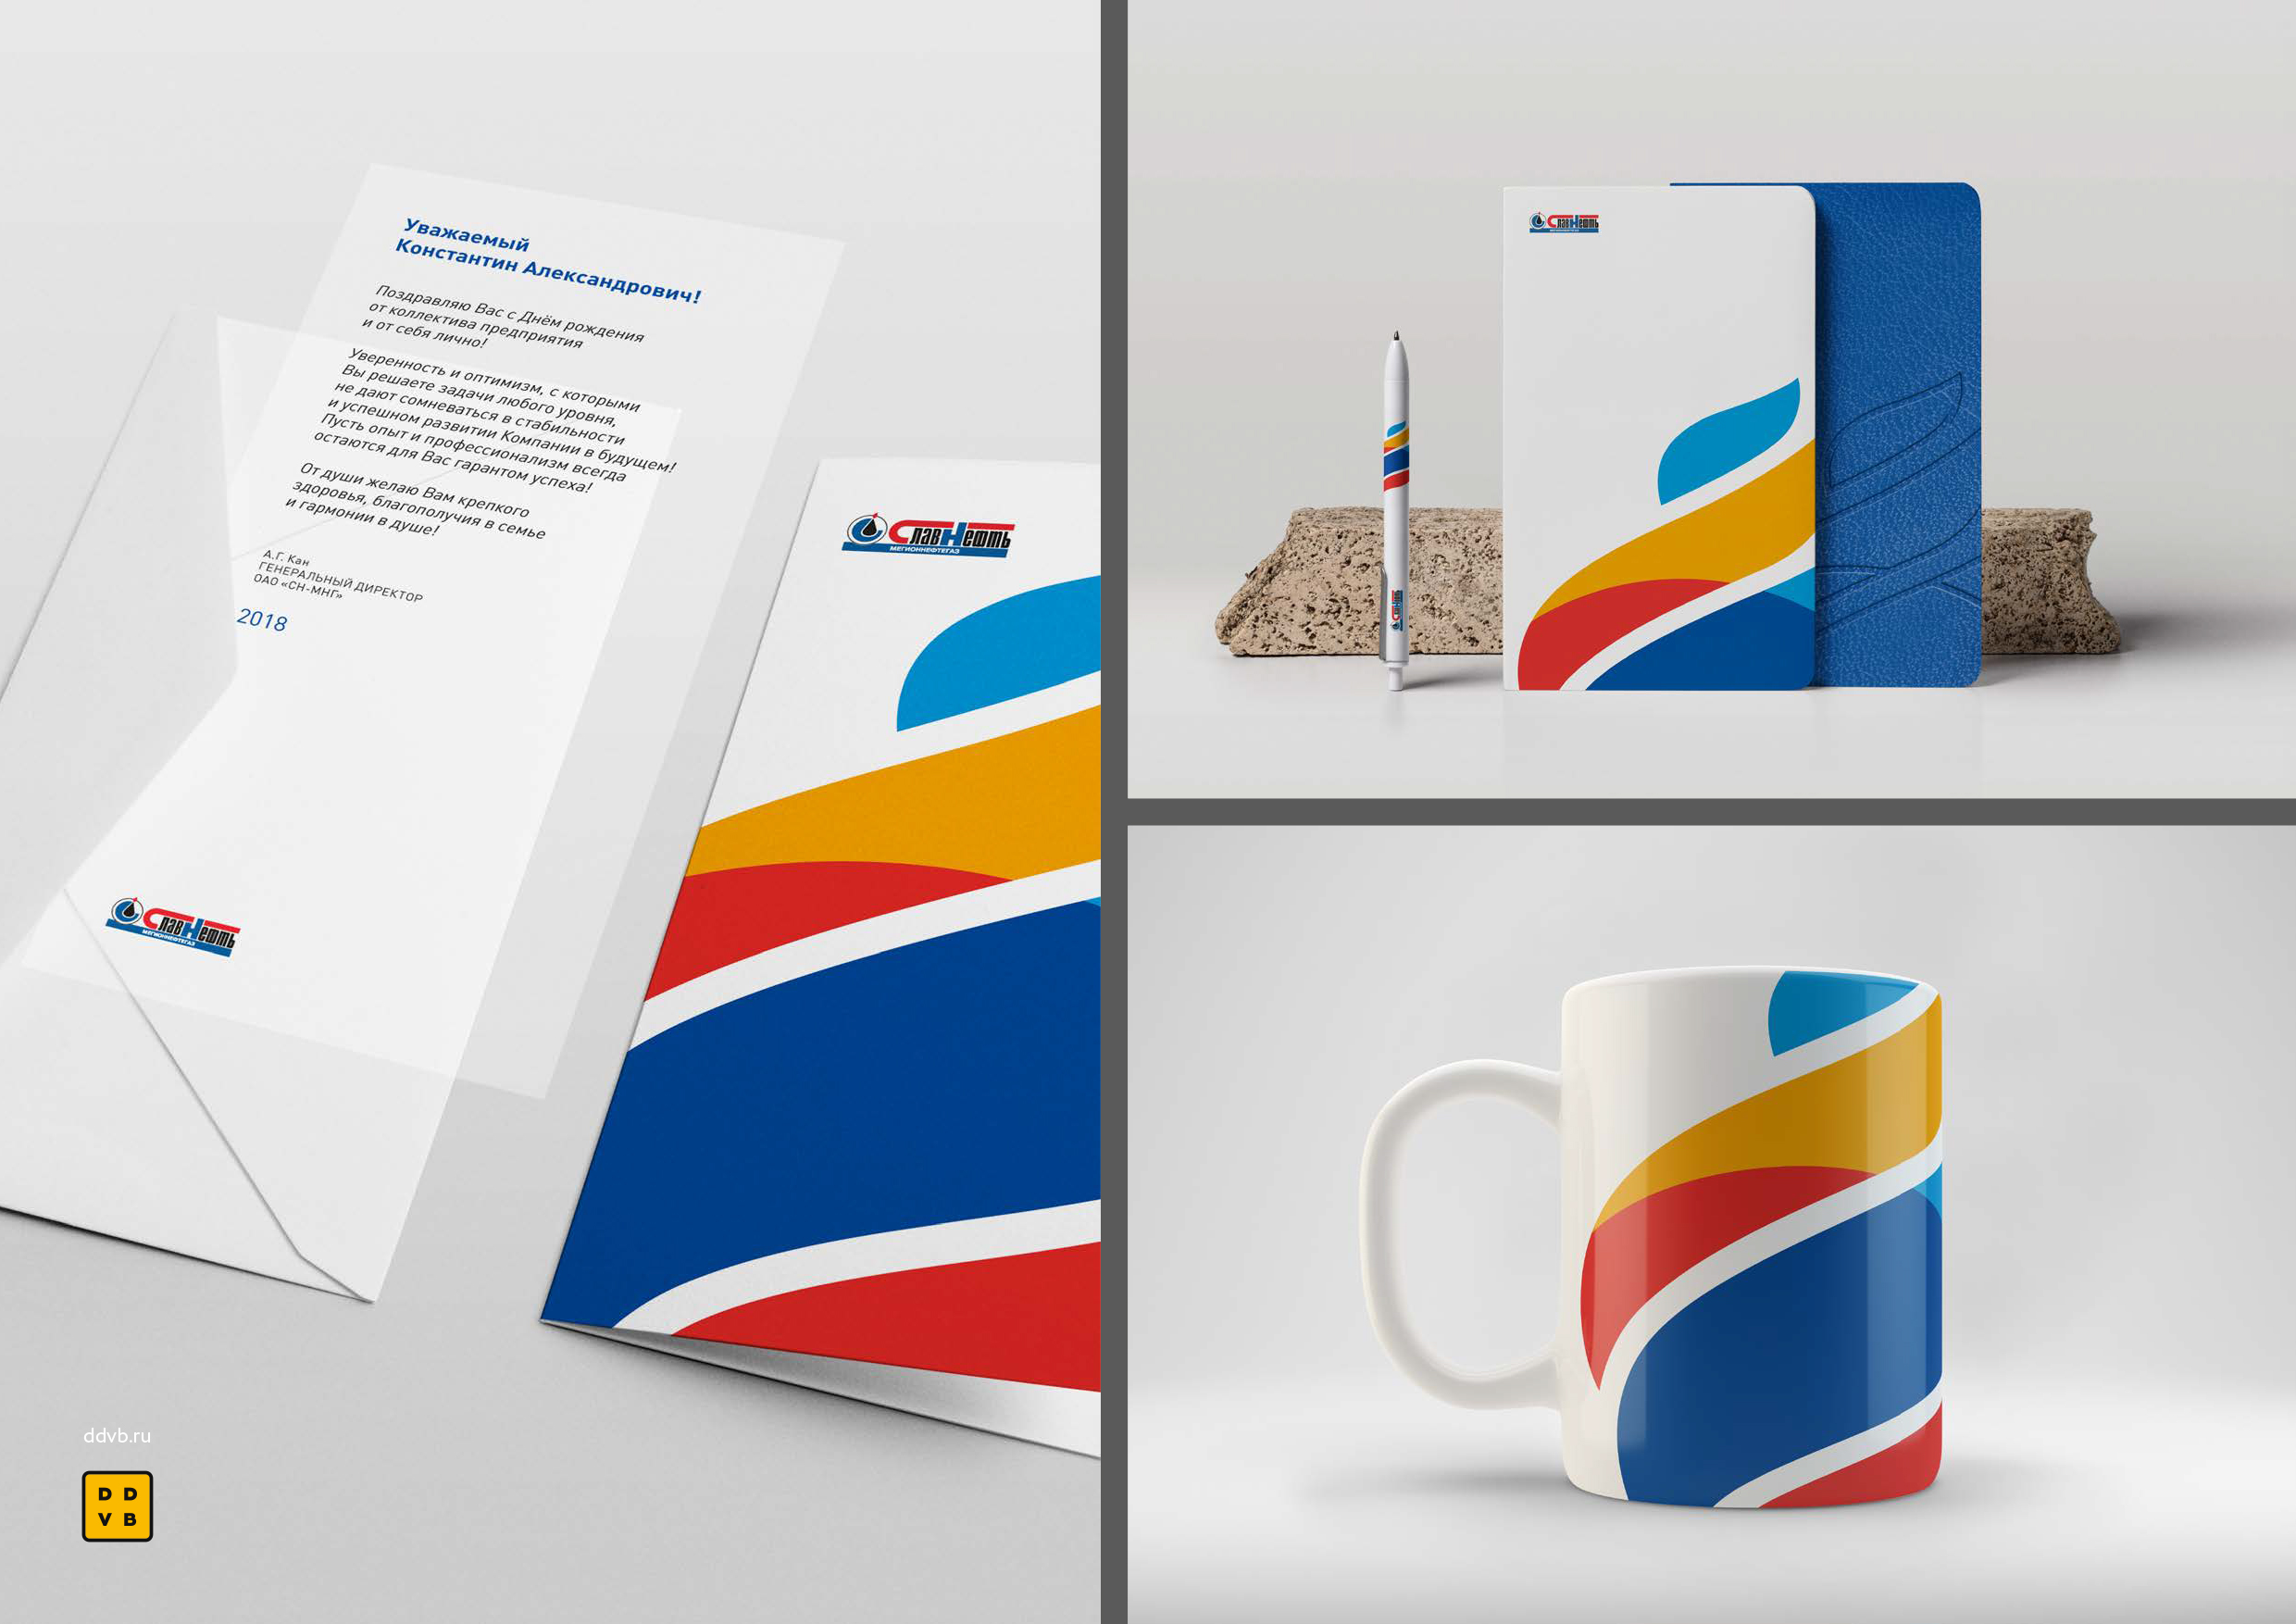 Уважаемый
Константин Александрович!
Поздравляю Вас с Днём рождения
от коллектива предприятия
и от себя лично!
Уверенность и оптимизм, с которыми
Вы решаете задачи любого уровня,
не дают сомневаться в стабильности
и успешном развитии Компании в будущем!
Пусть опыт и профессионализм всегда
остаются для Вас гарантом успеха!
От души желаю Вам крепкого
здоровья, благополучия в семье
и гармонии в душе!
А.Г. Кан
ГЕНЕРАЛЬНЫЙ ДИРЕКТОР
ОАО «СН-МНГ»
2018
СлавНефть
МЕГИОННЕФТЕГАЗ
СлавНефть
МЕГИОННЕФТЕГАЗ
ddvb.ru
DD
VB
СлавНефть
МЕГИОННЕФТЕГАЗ
СлавНефть